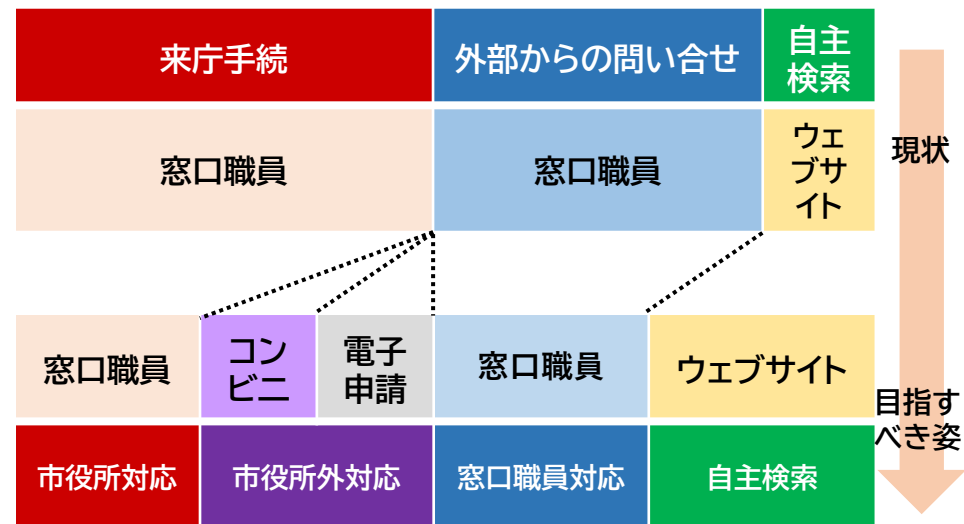 来庁手続
外部からの問い合せ
自主
検索
窓口職員
窓口職員
ウェ
ブサ
イト
現状
窓口職員
コン
ビニ
電子
申請
窓口職員
ウェブサイト
目指す
べき姿
市役所対応
市役所外対応
窓口職員対応
自主検索